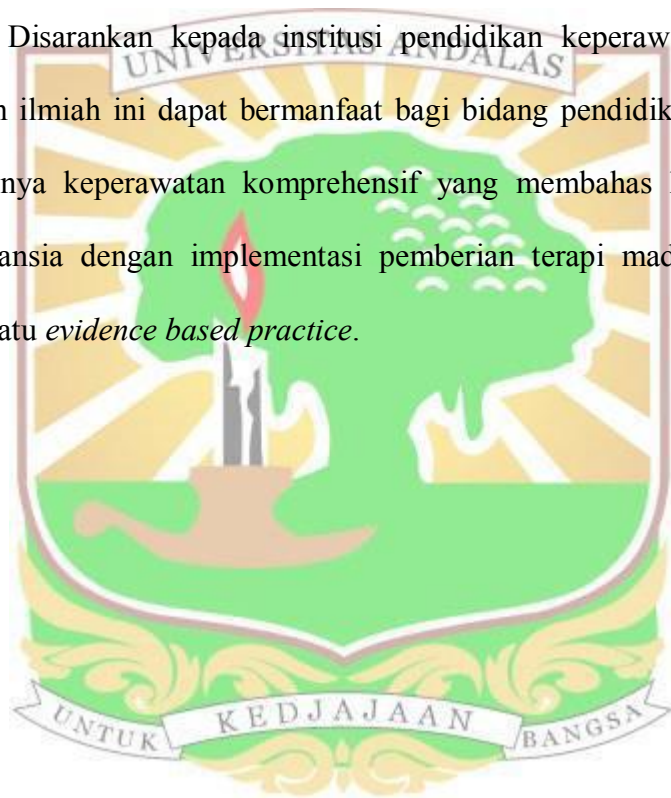 Disarankan kepada institusi pendidikan keperaw
UNIVERSITAS ANDALAS
n ilmiah ini dapat bermanfaat bagi bidang pendidik
nya keperawatan komprehensif yang membahas
ansia dengan implementasi pemberian terapi mad
atu evidence based practice.
UNTUK KEDJAJAAN BANGSA